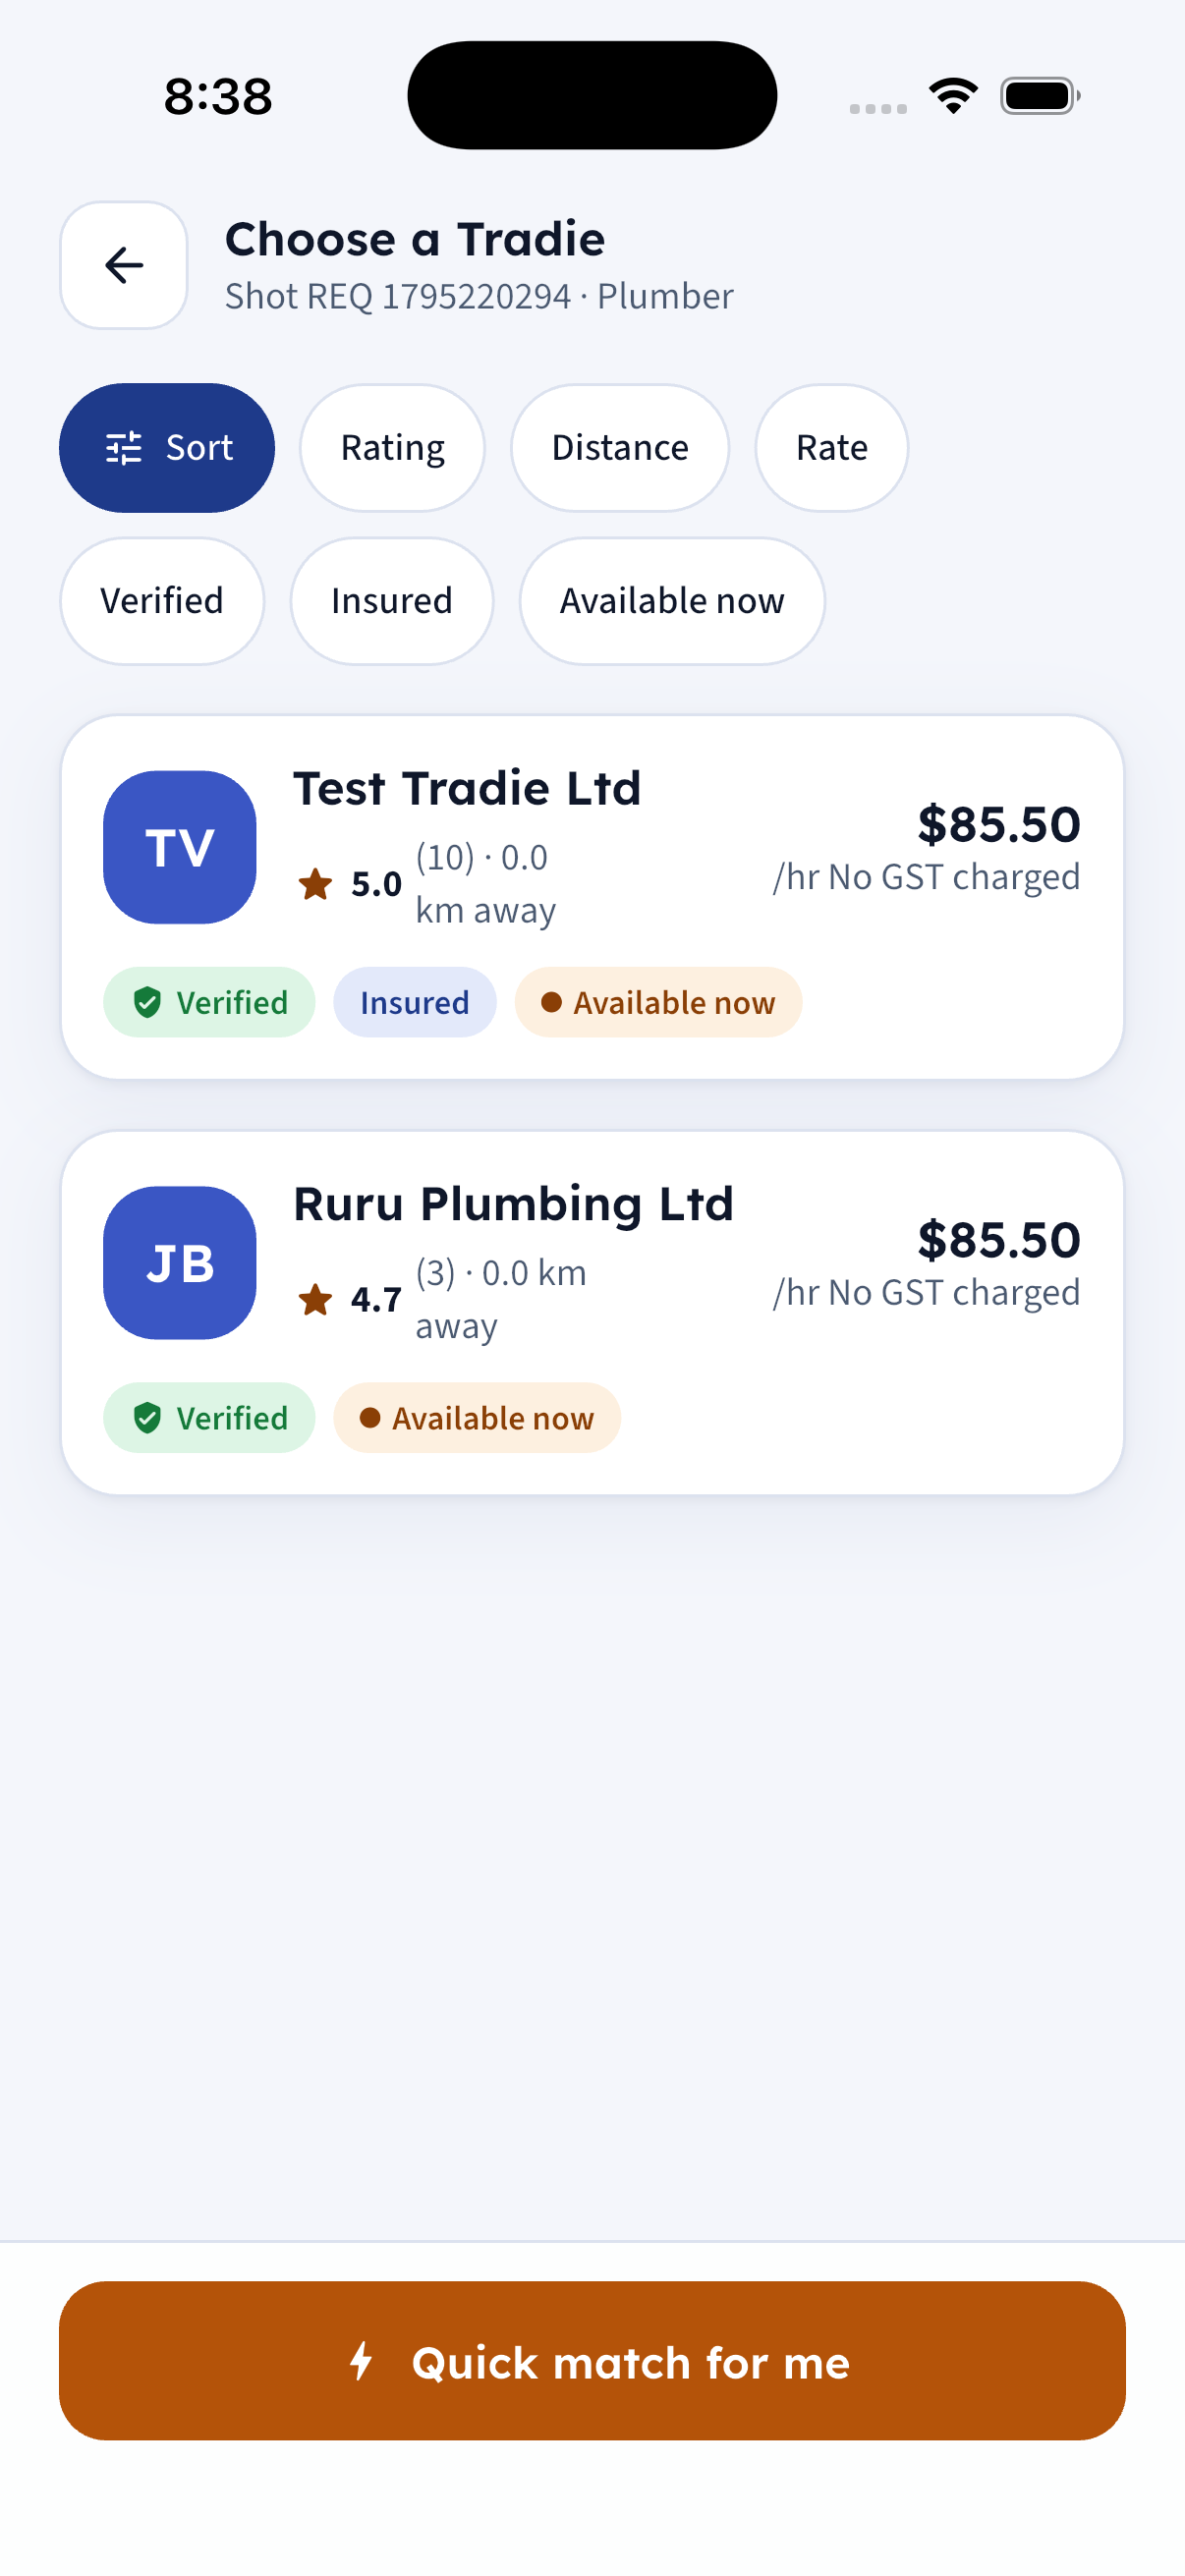 8:38
Choose a Tradie
Shot REQ 1795220294 · Plumber
Sort
Rating
Distance
Rate
Verified
Insured
Available now
TV
Test Tradie Ltd
5.0
(10) · 0.0
km away
$85.50
/hr No GST charged
Verified
Insured
Available now
JB
Ruru Plumbing Ltd
4.7
(3) · 0.0 km
away
$85.50
/hr No GST charged
Verified
Available now
Quick match for me